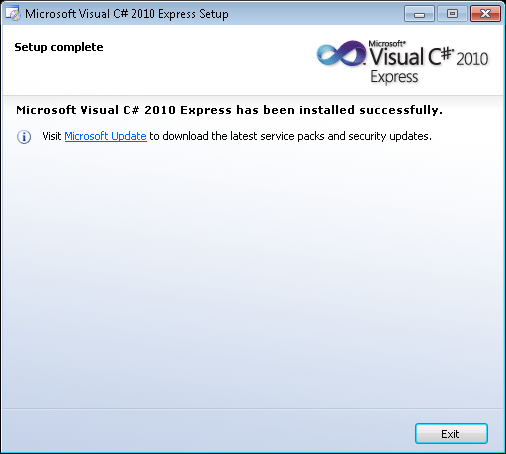 Microsoft Visual C# 2010 Express Setup
Setup complete
Microsoft®
Visual C#® 2010
Express
Microsoft Visual C# 2010 Express has been installed successfully.
Visit Microsoft Update to download the latest service packs and security updates.
Exit